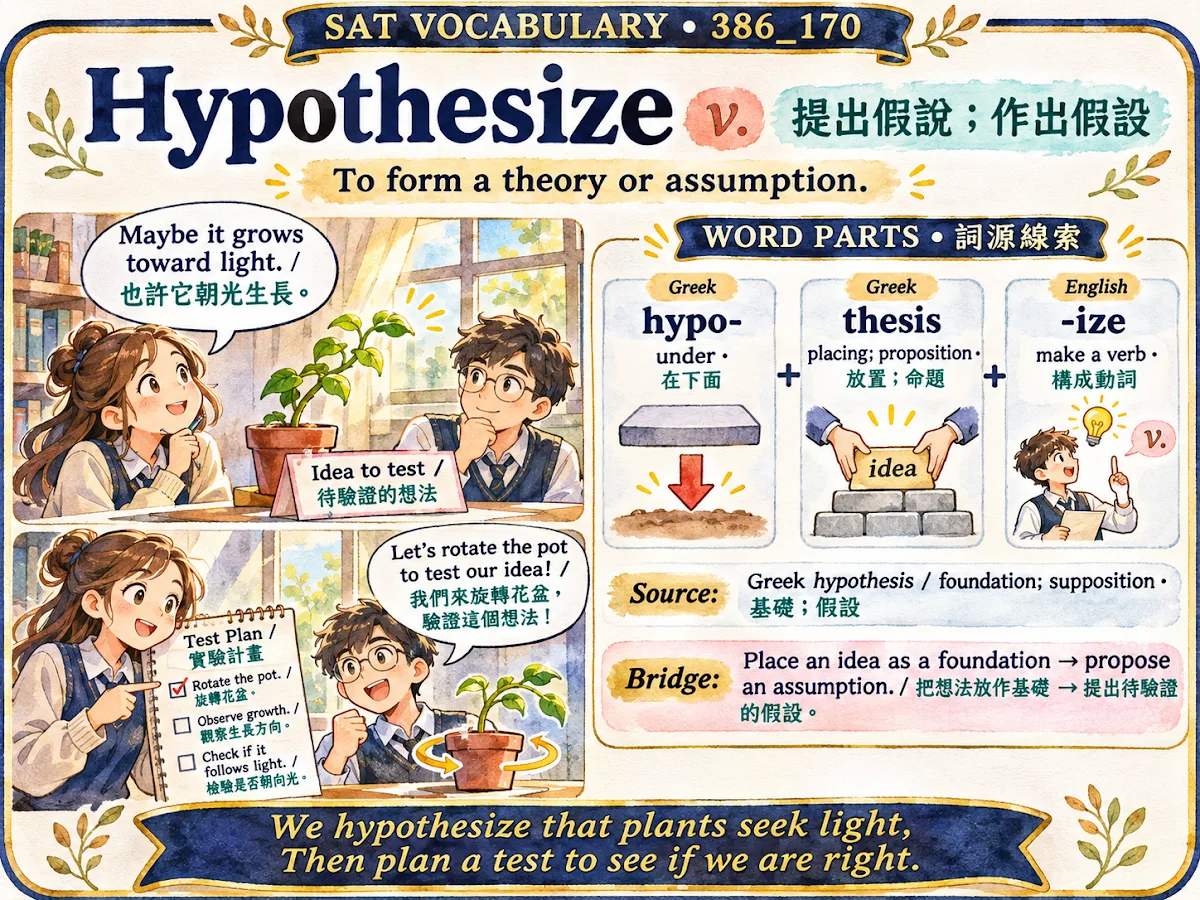 SAT VOCABULARY • 386_170
Hypothesize v. 提出假說；作出假設
To form a theory or assumption.
Maybe it grows
toward light. /
也許它朝光生長。
Idea to test /
待驗證的想法
Let's rotate the pot
to test our idea! /
我們來旋轉花盆，
驗證這個想法！
Test Plan /
實驗計畫
Rotate the pot. /
旋轉花盆。
Observe growth. /
觀察生長方向。
Check if it
follows light. /
檢驗是否朝向光。
WORD PARTS • 詞源線索
Greek
hypo-
under •
在下面
+
Greek
thesis
placing; proposition •
放置；命題
idea
+
English
-ize
make a verb •
構成動詞
v.
Source: Greek hypothesis / foundation; supposition •
基礎；假設
Bridge: Place an idea as a foundation → propose
an assumption. / 把想法放作基礎 → 提出待驗證
的假設。
We hypothesize that plants seek light,
Then plan a test to see if we are right.